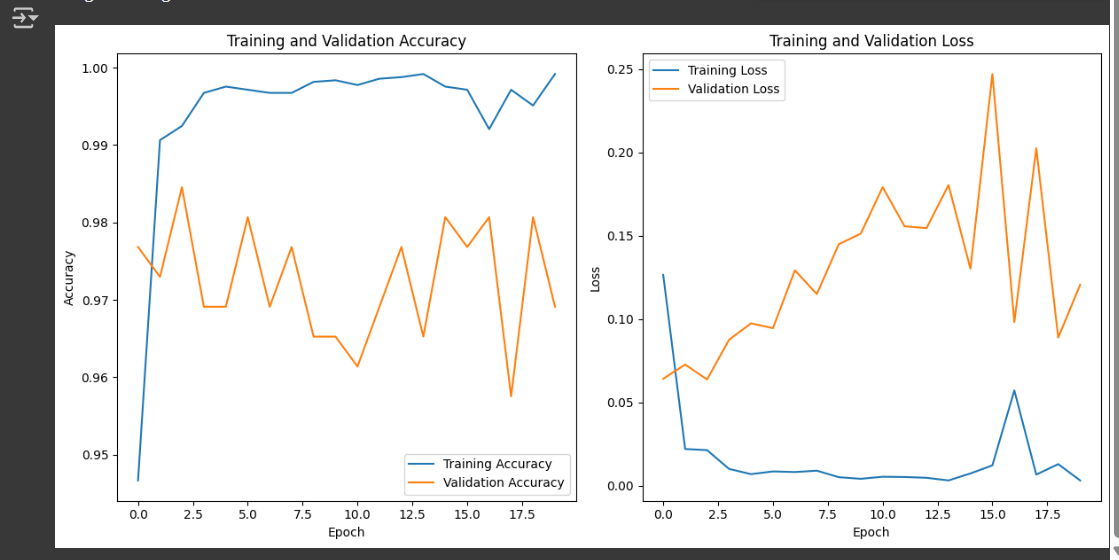 Training and Validation Accuracy
1.00
0.99
0.98
0.97
0.96
0.95
Accuracy
Training Accuracy
Validation Accuracy
0.0 2.5 5.0 7.5 10.0 12.5 15.0 17.5
Epoch
Training and Validation Loss
Training Loss
Validation Loss
0.25
0.20
0.15
0.10
0.05
0.00
Loss
0.0 2.5 5.0 7.5 10.0 12.5 15.0 17.5
Epoch